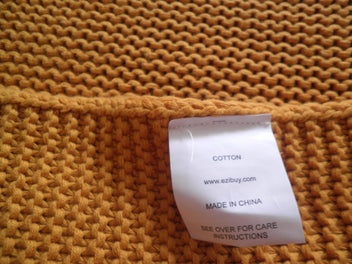 COTTON
www.ezibuy.com
MADE IN CHINA
SEE OVER FOR CARE
INSTRUCTIONS